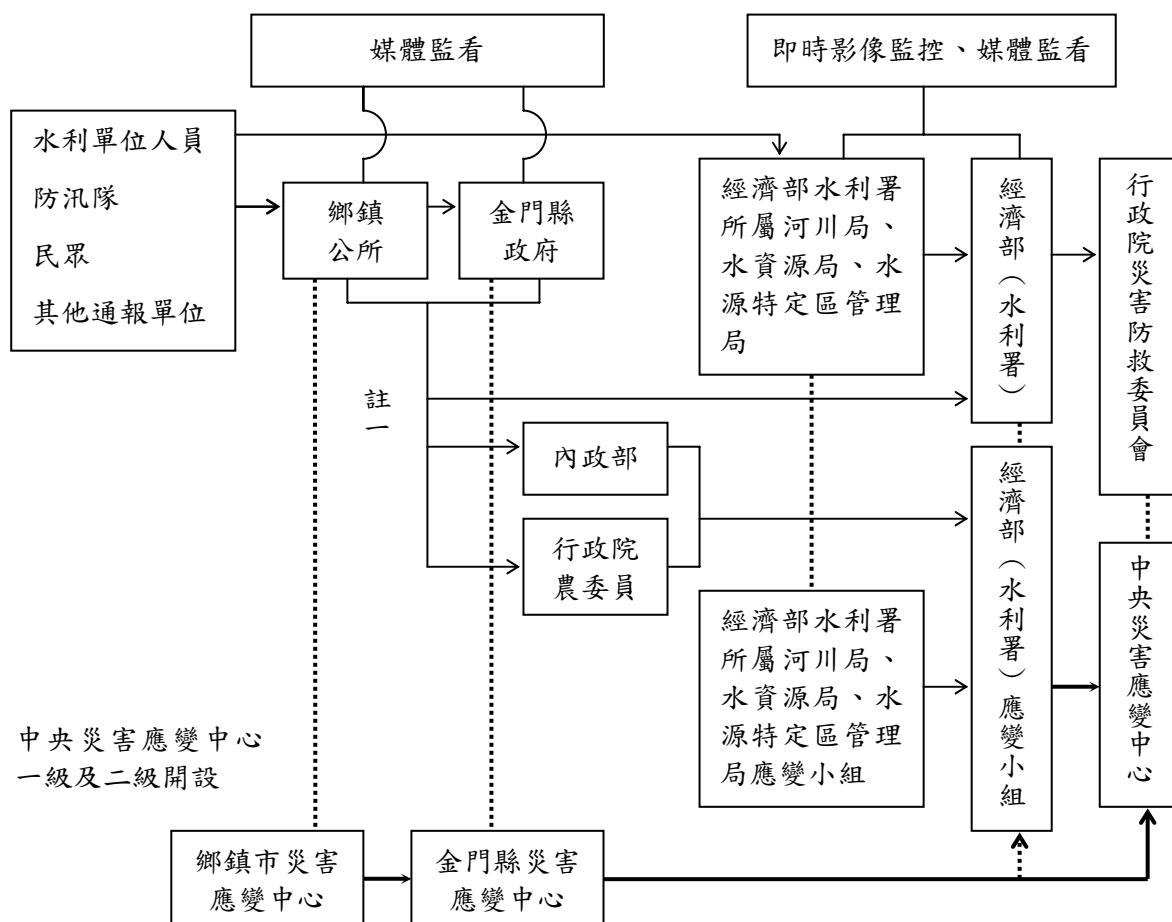 媒體監看
即時影像監控、媒體監看
水利單位人員
防汛隊
民眾
其他通報單位
鄉鎮
公所
金門縣
政府
經濟部水利署
所屬河川局、
水資源局、水
源特定區管理
局
經濟部（水利署）
行政院災害防救委員會
註一
內政部
行政院
農委員
經濟部水利署
所屬河川局、
水資源局、水
源特定區管理
局應變小組
經濟部（水利署）應變小組
中央災害應變中心
中央災害應變中心
一級及二級開設
鄉鎮市災害
應變中心
金門縣災害
應變中心